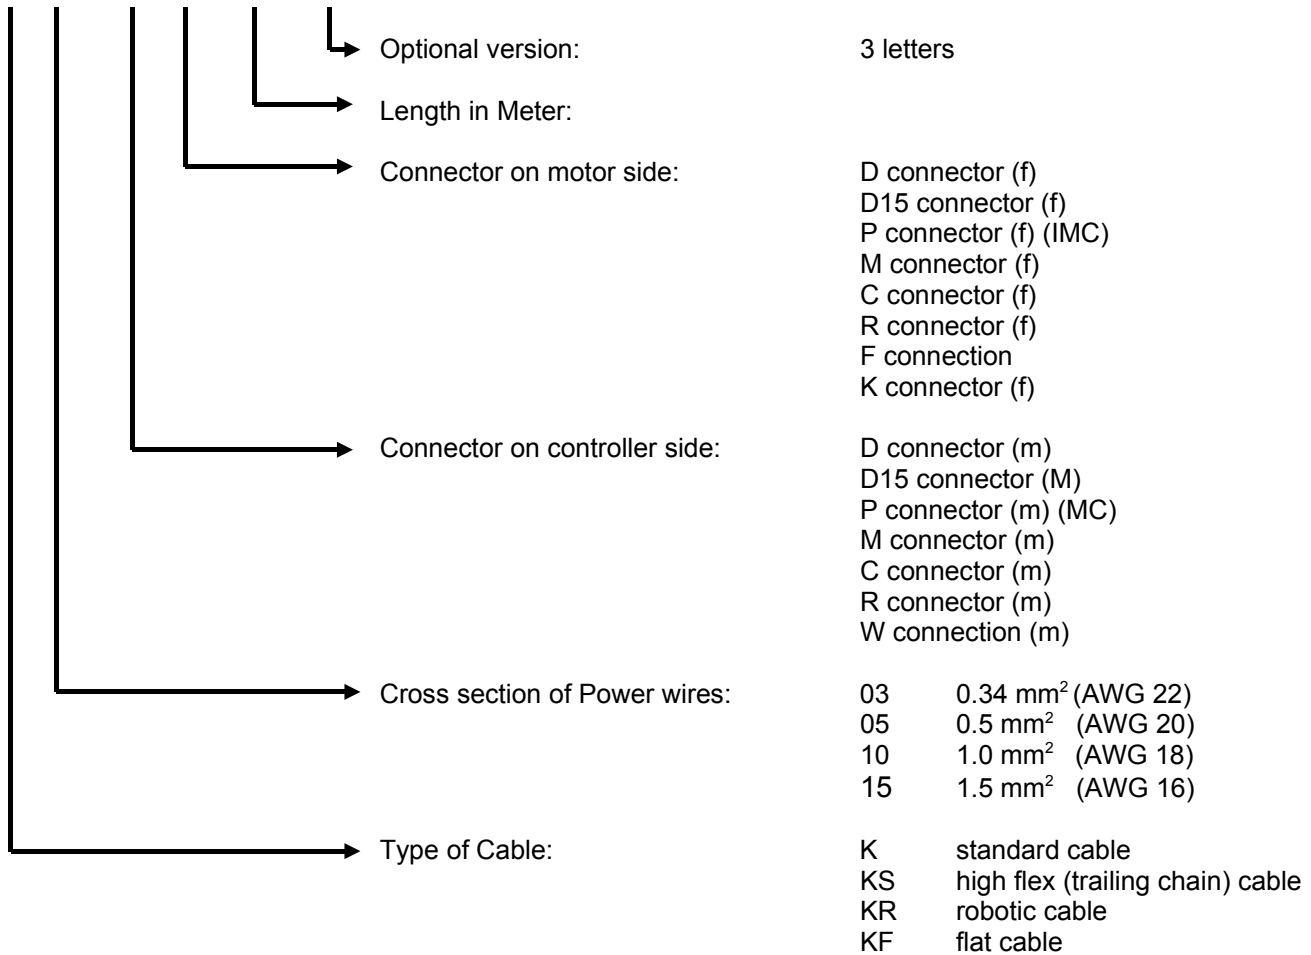 Optional version: 3 letters
Length in Meter:
Connector on motor side: D connector (f)
D15 connector (f)
P connector (f) (IMC)
M connector (f)
C connector (f)
R connector (f)
F connection
K connector (f)
Connector on controller side: D connector (m)
D15 connector (M)
P connector (m) (MC)
M connector (m)
C connector (m)
R connector (m)
W connection (m)
Cross section of Power wires: 03 0.34 mm² (AWG 22)
05 0.5 mm² (AWG 20)
10 1.0 mm² (AWG 18)
15 1.5 mm² (AWG 16)
Type of Cable: K standard cable
KS high flex (trailing chain) cable
KR robotic cable
KF flat cable